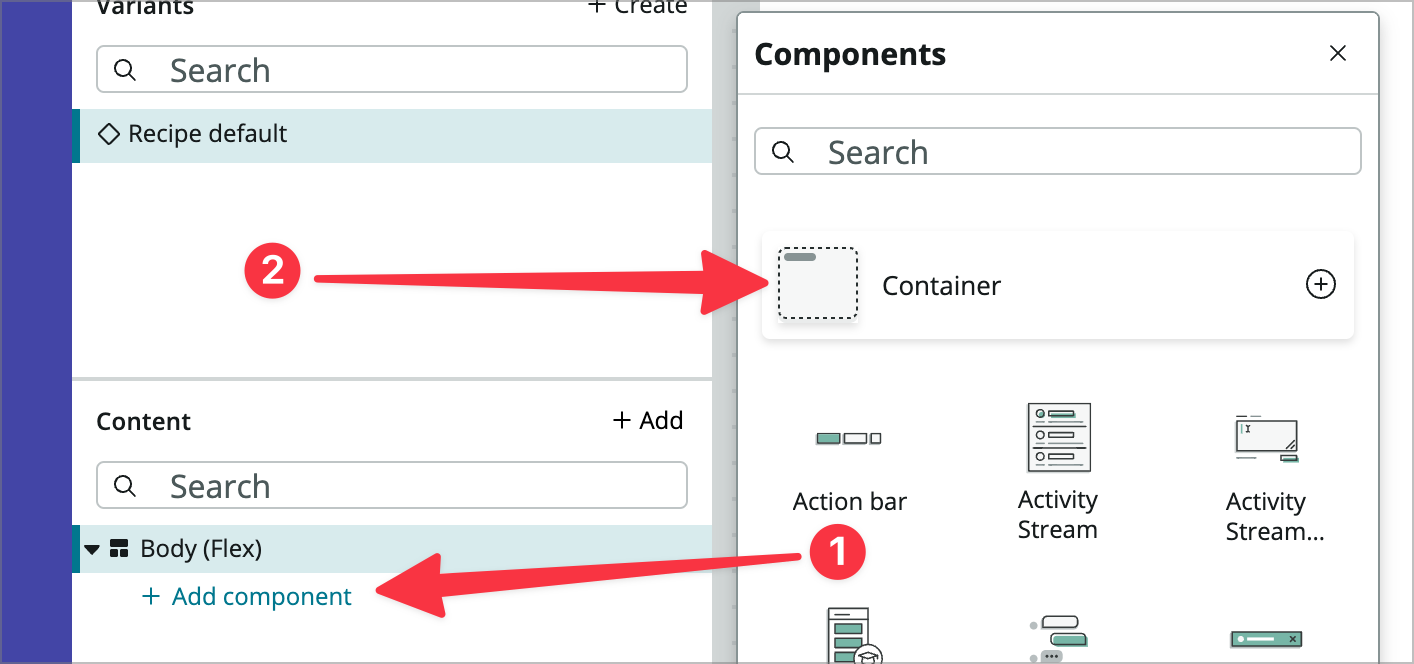 Variants
+ Create
Search
Recipe default
2
Content
+ Add
Search
Body (Flex)
+ Add component
1
Components
Search
Container
Action bar
Activity
Stream
Activity
Stream...